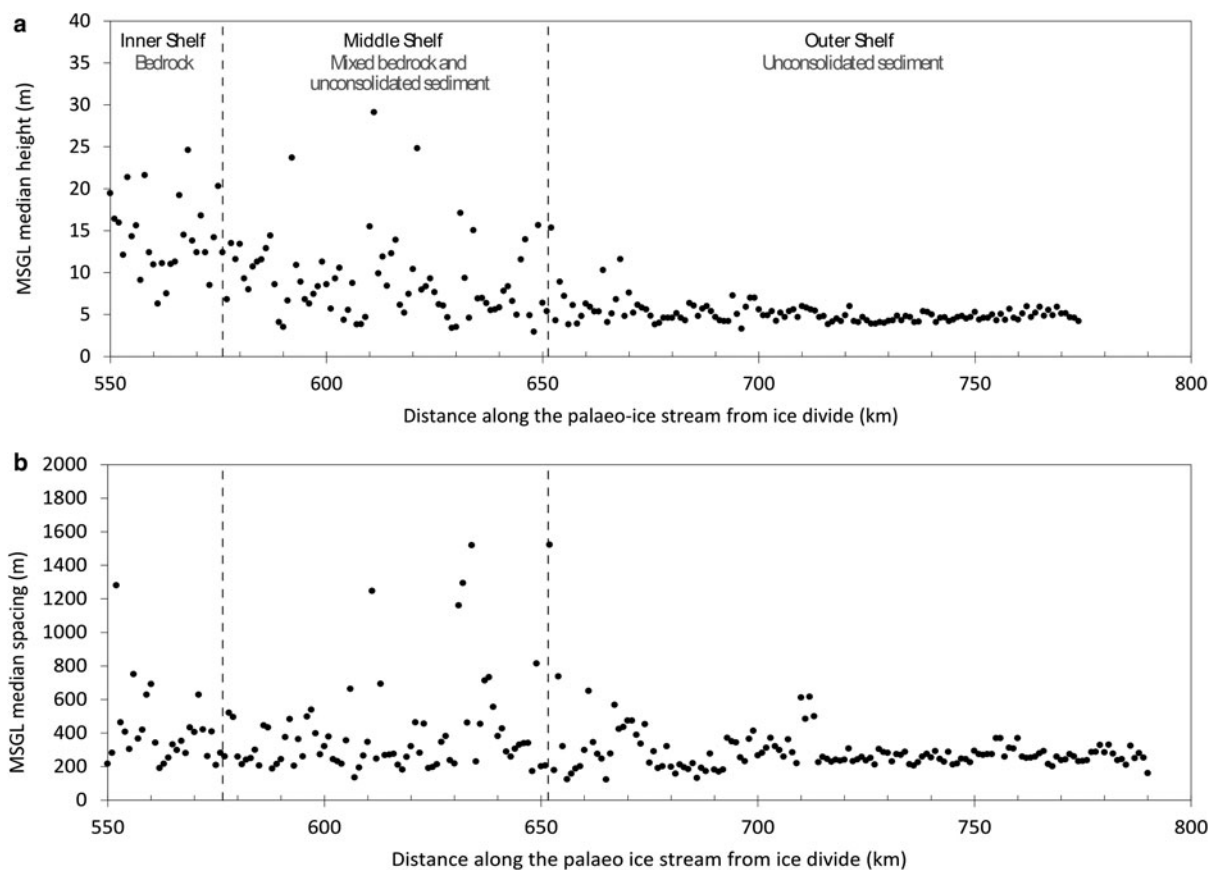 a
40
35
30
25
20
15
10
5
0
MSGL median height (m)
Inner Shelf
Bedrock
Middle Shelf
Mixed bedrock and
unconsolidated sediment
Outer Shelf
Unconsolidated sediment
550 600 650 700 750 800
Distance along the palaeo-ice stream from ice divide (km)
b
2000
1800
1600
1400
1200
1000
800
600
400
200
0
MSGL median spacing (m)
550 600 650 700 750 800
Distance along the palaeo ice stream from ice divide (km)